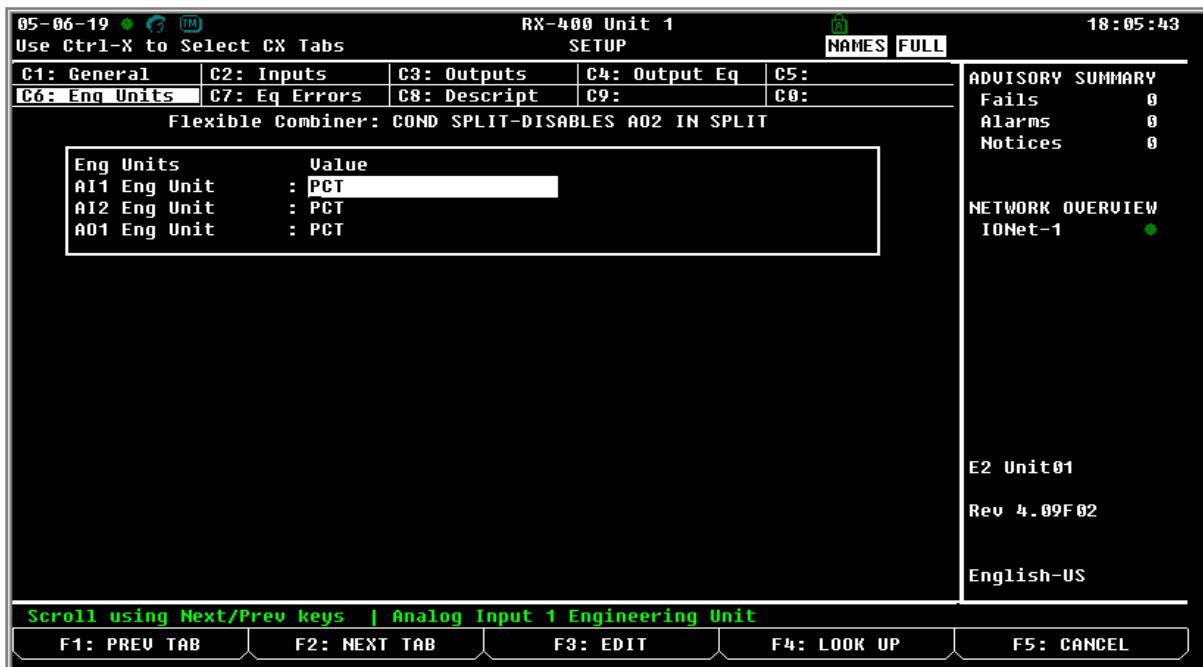 05-06-19 TM RX-400 Unit 1 A 18:05:43
Use Ctrl-X to Select CX Tabs SETUP NAMES FULL
C1: General C2: Inputs C3: Outputs C4: Output Eq C5:
C6: Eng Units C7: Eq Errors C8: Descript C9: C0:
Flexible Combiner: COND SPLIT-DISABLES AO2 IN SPLIT
Eng Units Value
AI1 Eng Unit : PCT
AI2 Eng Unit : PCT
AO1 Eng Unit : PCT
ADVISORY SUMMARY
Fails 0
Alarms 0
Notices 0
NETWORK OVERVIEW
IONet-1
E2 Unit01
Rev 4.09F02
English-US
Scroll using Next/Prev keys | Analog Input 1 Engineering Unit
F1: PREV TAB F2: NEXT TAB F3: EDIT F4: LOOK UP F5: CANCEL